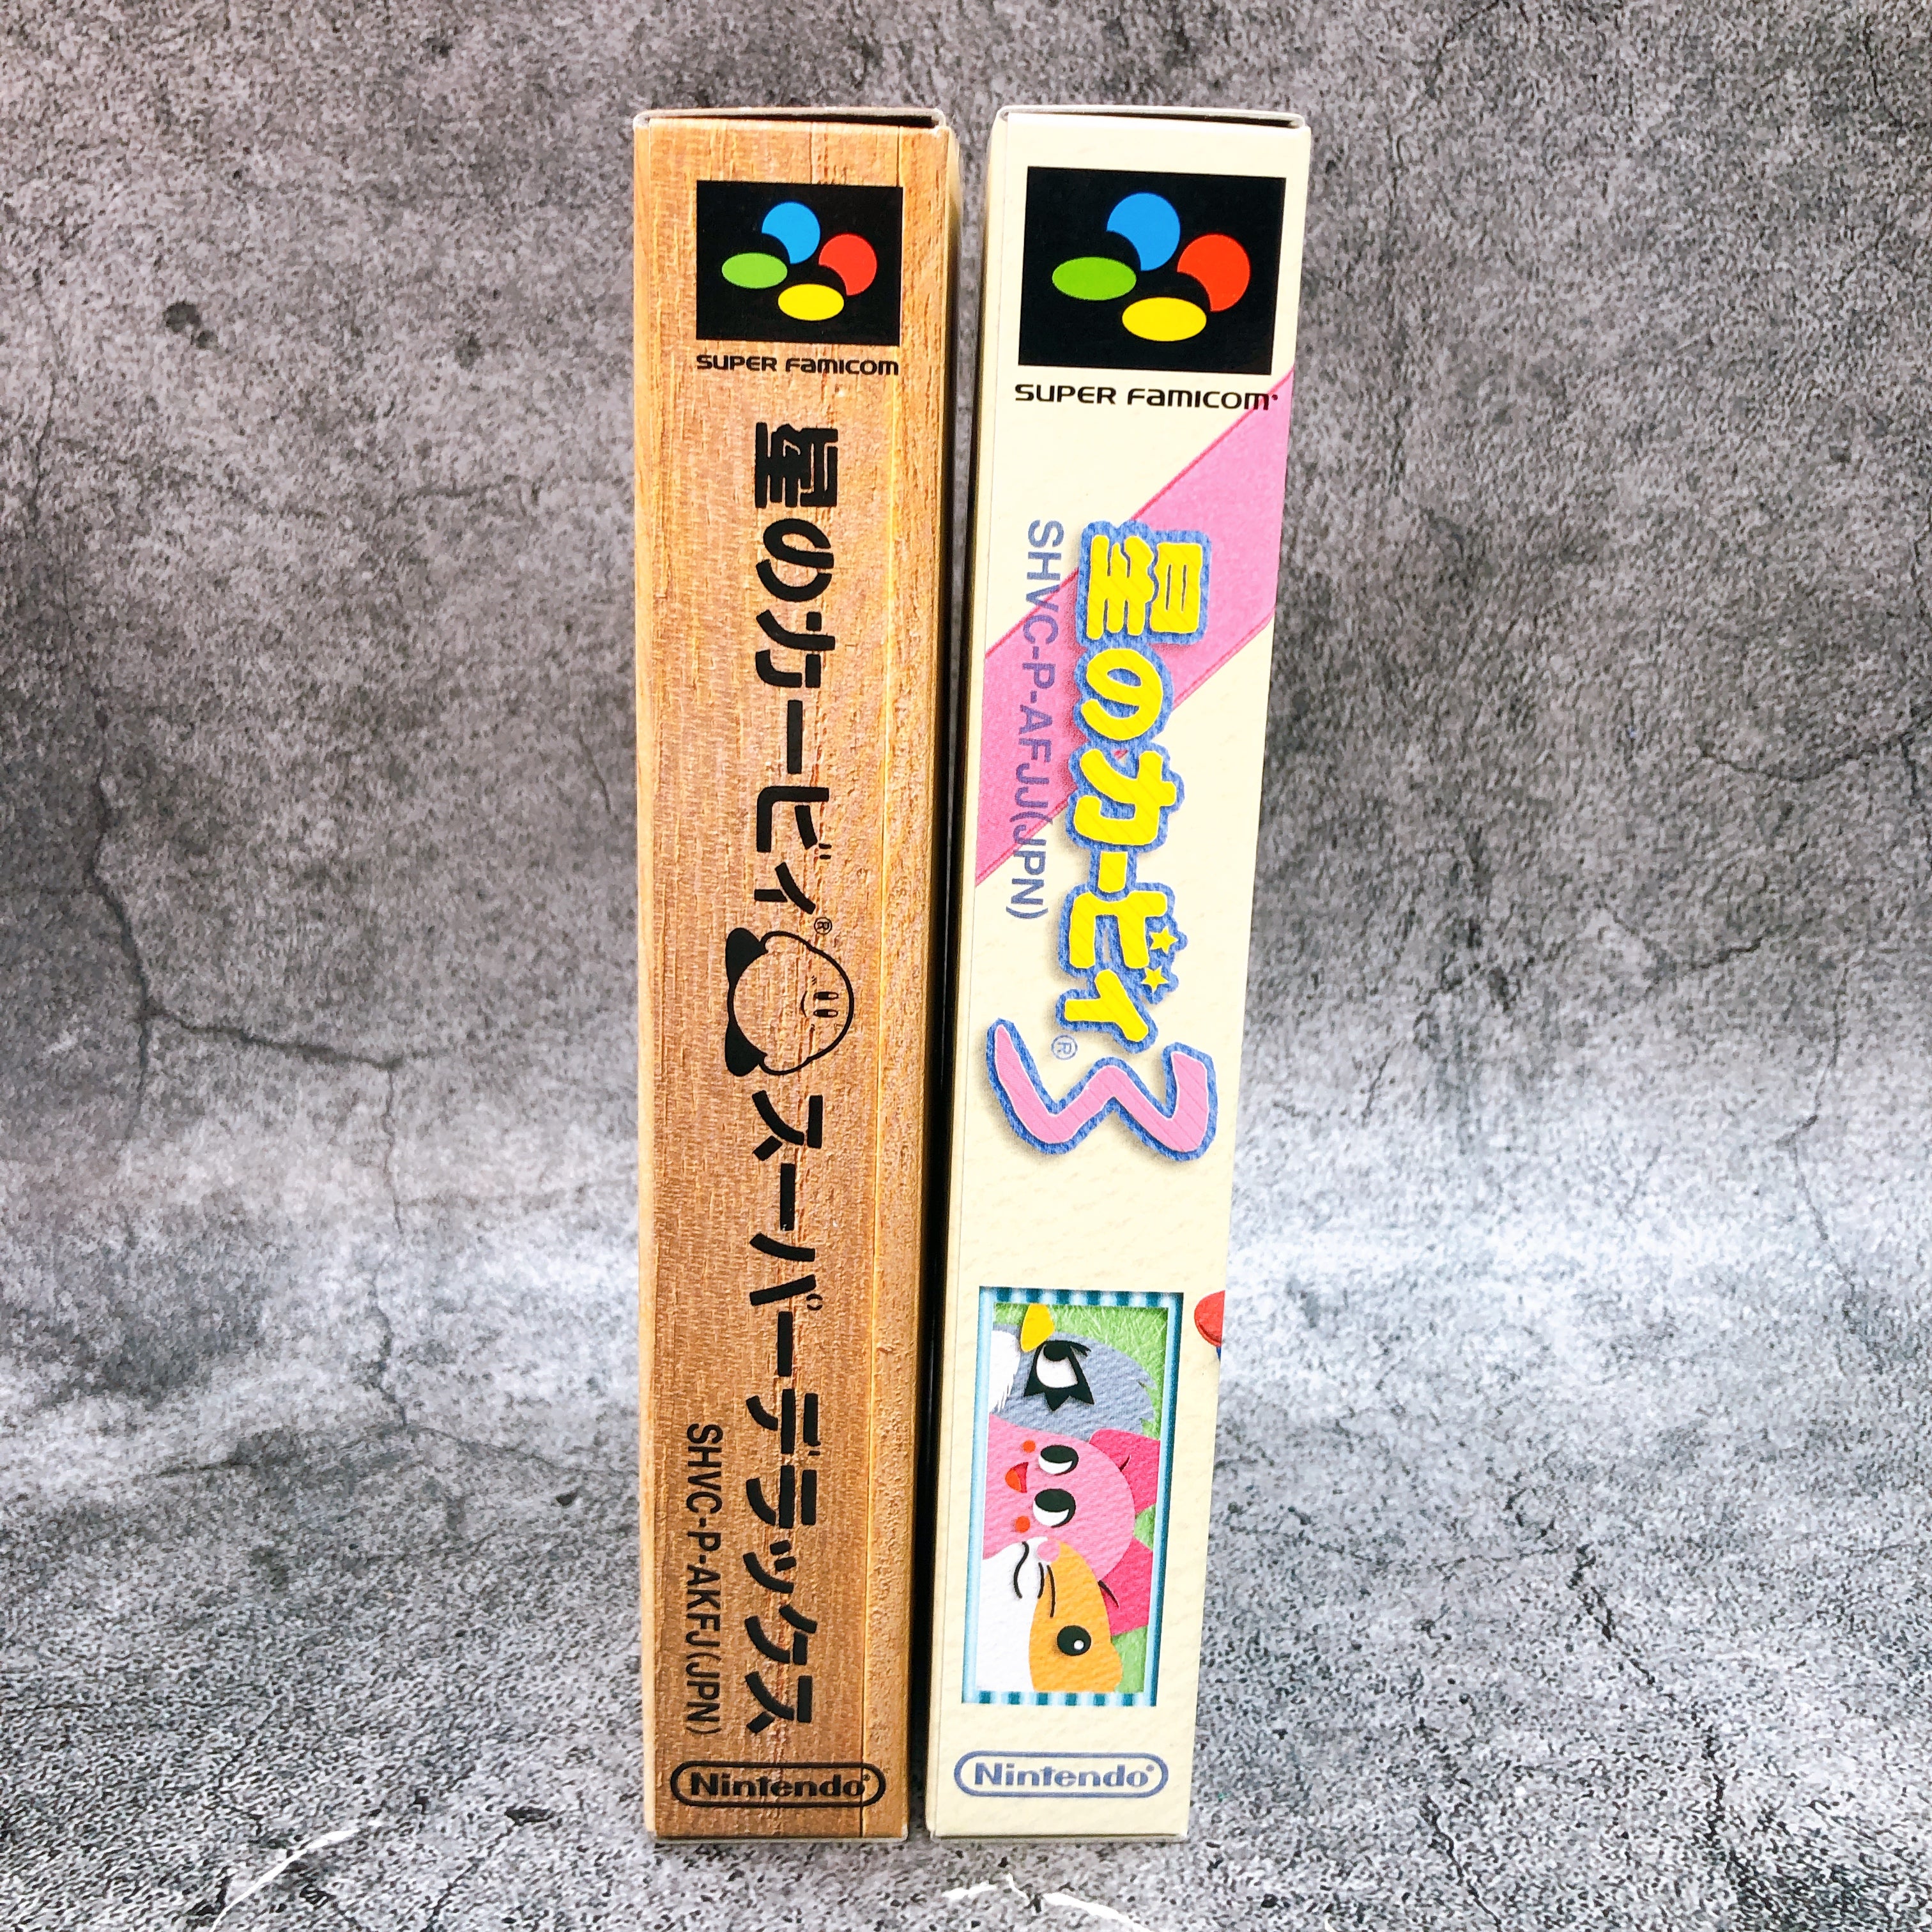 SUPER FAMICOM
星のカービィ® スーパーデラックス
SHVC-P-AKFJ(JPN)
Nintendo®
SUPER FAMICOM®
SHVC-P-AFJJ(JPN)
星のカービィ®3
Nintendo®